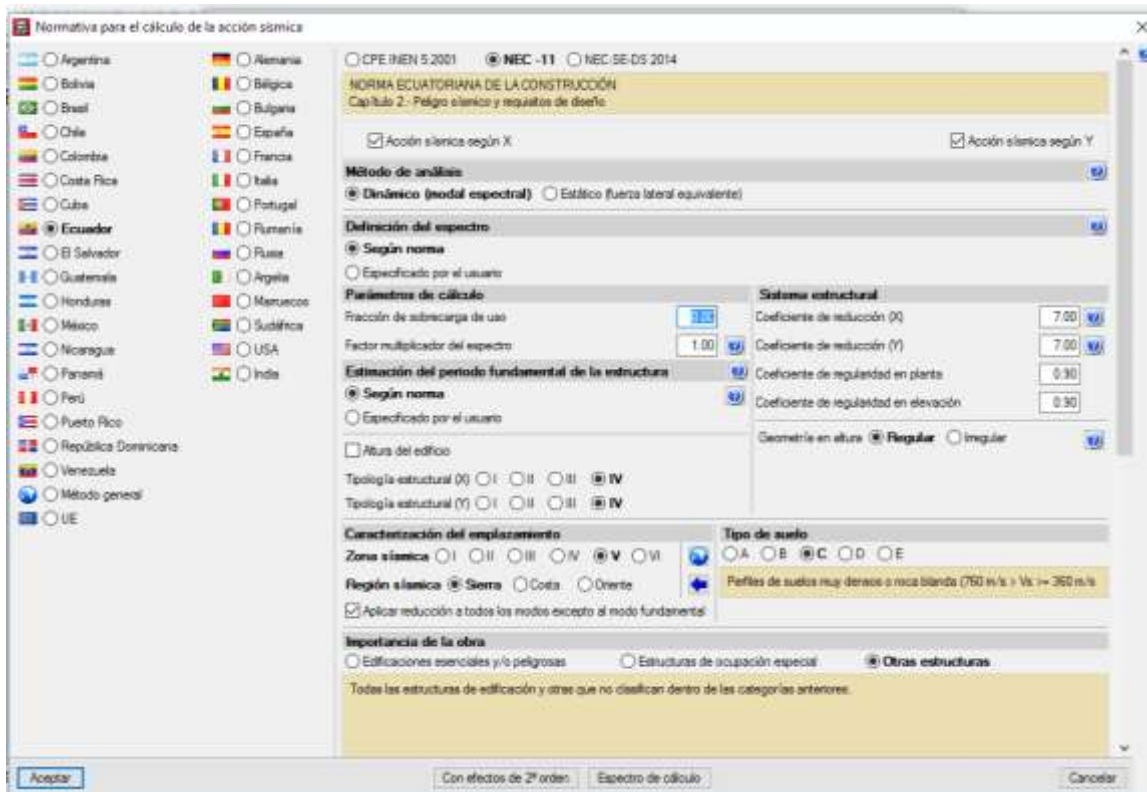 Normativa para el cálculo de la acción sísmica
Argentina
Bolivia
Brasil
Chile
Colombia
Costa Rica
Cuba
Ecuador
El Salvador
Guatemala
Honduras
México
Nicaragua
Panamá
Perú
Puerto Rico
República Dominicana
Venezuela
Método general
UE
Alemania
Bélgica
Bulgaria
España
Francia
Italia
Portugal
Rumanía
Rusia
Argelia
Marruecos
Sudáfrica
USA
India
CPE INEN 5:2001 NEC -11 NEC-SE-DS 2014
NORMA ECUATORIANA DE LA CONSTRUCCIÓN
Capítulo 2.- Peligro sísmico y requisitos de diseño
Acción sísmica según X Acción sísmica según Y
Método de análisis
Dinámico (modal espectral) Estático (fuerza lateral equivalente)
Definición del espectro
Según norma
Especificado por el usuario
Parámetros de cálculo
Fracción de sobrecarga de uso
Factor multiplicador del espectro 1.00
Estimación del periodo fundamental de la estructura
Según norma
Especificado por el usuario
Altura del edificio
Tipología estructural (X) I II III IV
Tipología estructural (Y) I II III IV
Sistema estructural
Coeficiente de reducción (X) 7.00
Coeficiente de reducción (Y) 7.00
Coeficiente de regularidad en planta 0.90
Coeficiente de regularidad en elevación 0.90
Geometría en altura Regular Irregular
Caracterización del emplazamiento
Zona sísmica I II III IV V VI
Región sísmica Sierra Costa Oriente
Aplicar reducción a todos los modos excepto al modo fundamental
Tipo de suelo
A B C D E
Perfiles de suelos muy densos o roca blanda (760 m/s > Vs >= 360 m/s
Importancia de la obra
Edificaciones esenciales y/o peligrosas Estructuras de ocupación especial Otras estructuras
Todas las estructuras de edificación y otras que no clasifican dentro de las categorías anteriores.
Aceptar Con efectos de 2º orden Espectro de cálculo Cancelar